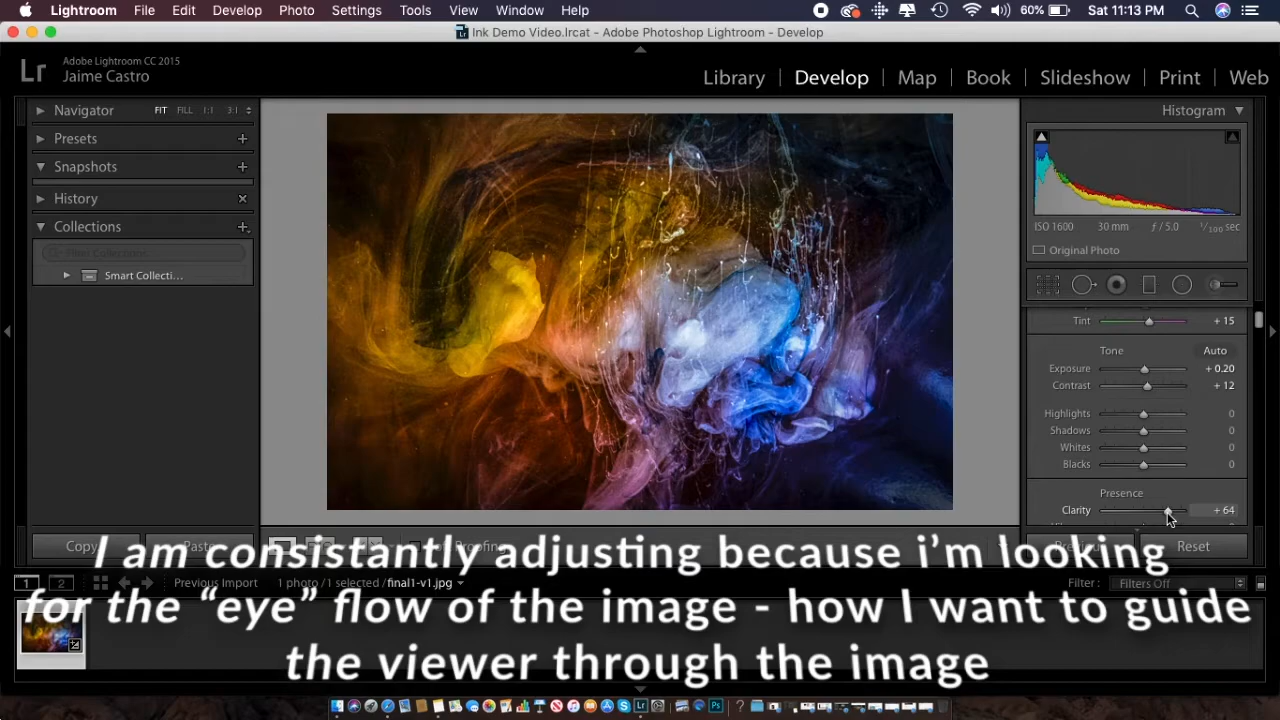 Lightroom File Edit Develop Photo Settings Tools View Window Help 60% Sat 11:13 PM
Ink Demo Video.lrcat - Adobe Photoshop Lightroom - Develop
Lr Adobe Lightroom CC 2015
Jaime Castro
Library | Develop | Map | Book | Slideshow | Print | Web
Navigator FIT FILL 1:1 3:1
Presets
Snapshots
History
Collections
Filter Collections
Smart Collecti...
Histogram
ISO 1600 30 mm ƒ / 5.0 1/100 sec
Original Photo
Tint + 15
Tone Auto
Exposure + 0.20
Contrast + 12
Highlights 0
Shadows 0
Whites 0
Blacks 0
Presence
Clarity + 64
Reset
I am consistantly adjusting because i’m looking
for the “eye” flow of the image - how I want to guide
the viewer through the image
1 2 Previous Import 1 photo / 1 selected / final1-v1.jpg Filter : Filters Off